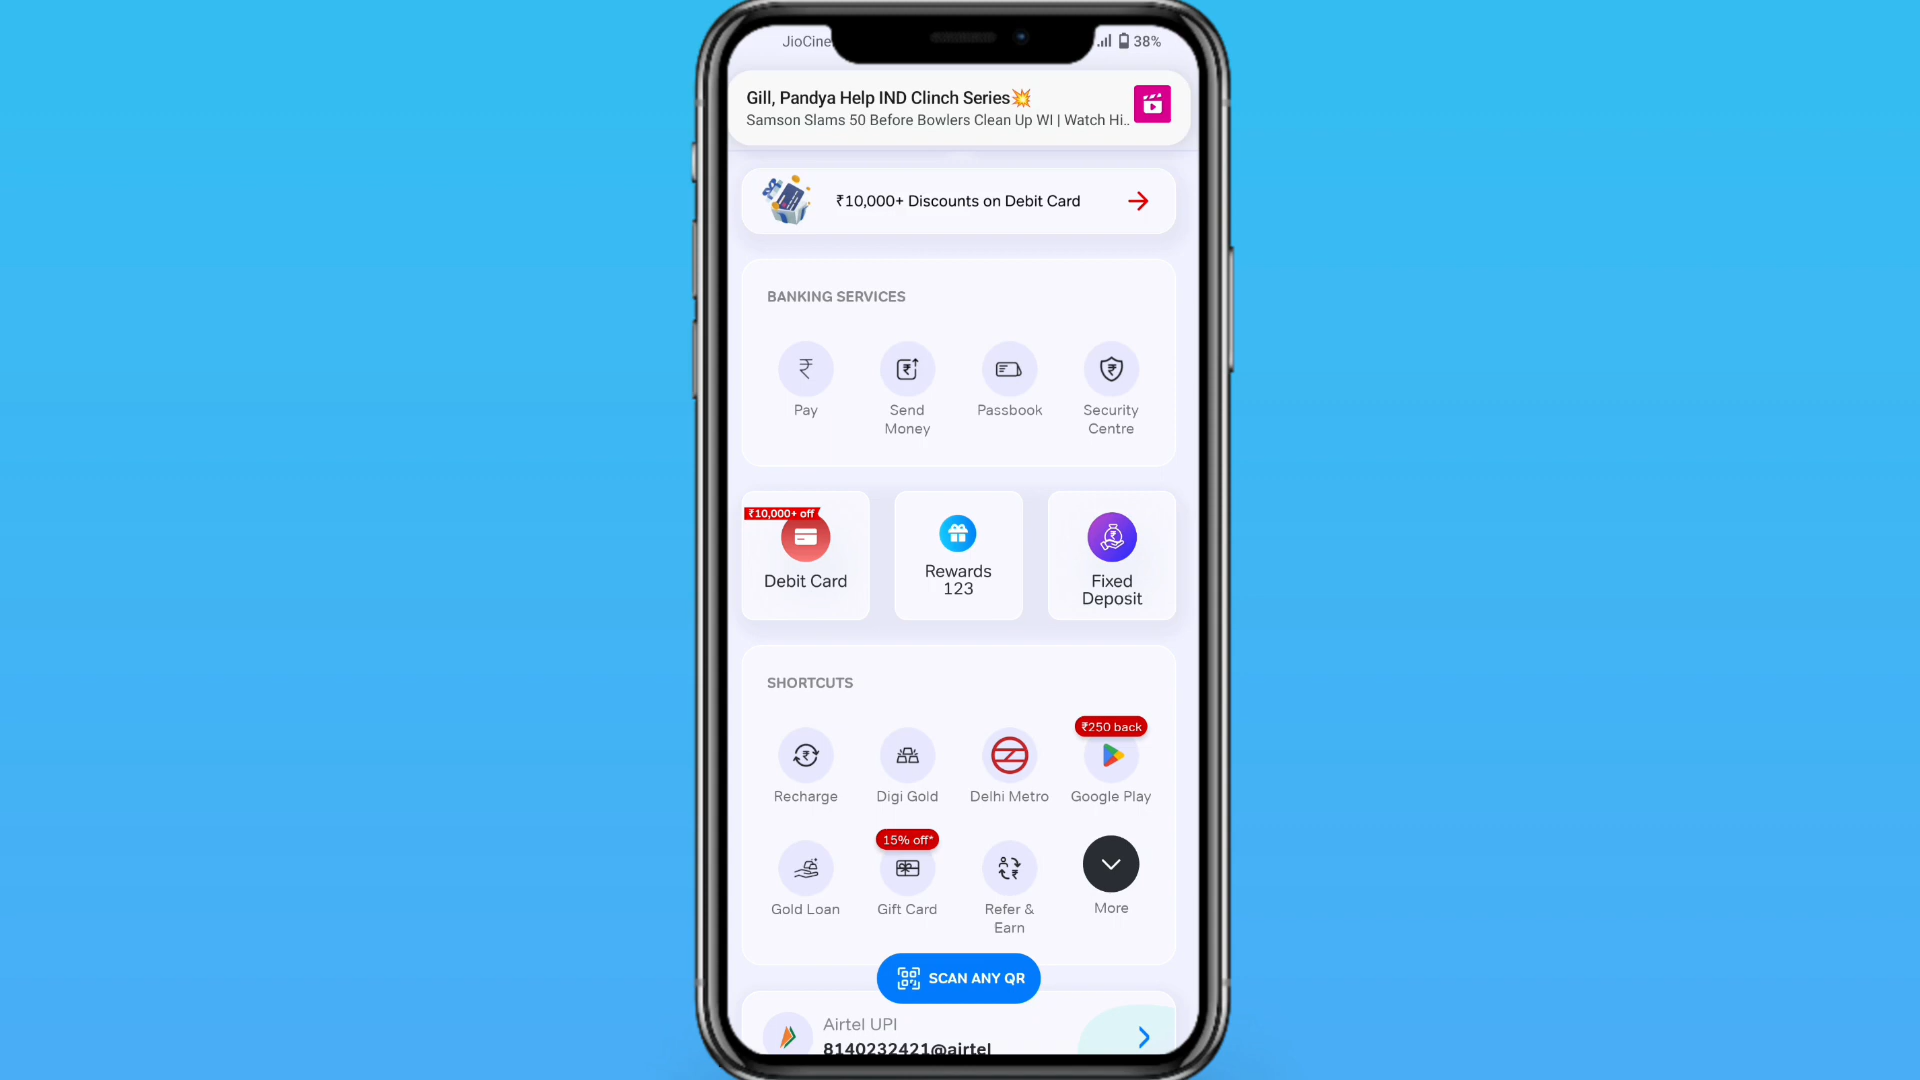 JioCine
38%
Gill, Pandya Help IND Clinch Series💥
Samson Slams 50 Before Bowlers Clean Up WI | Watch Hi..
₹10,000+ Discounts on Debit Card
BANKING SERVICES
Pay
Send
Money
Passbook
Security
Centre
₹10,000+ off
Debit Card
Rewards
123
Fixed
Deposit
SHORTCUTS
₹250 back
Recharge
Digi Gold
Delhi Metro
Google Play
15% off*
Gold Loan
Gift Card
Refer &
Earn
More
SCAN ANY QR
Airtel UPI
8140232421@airtel